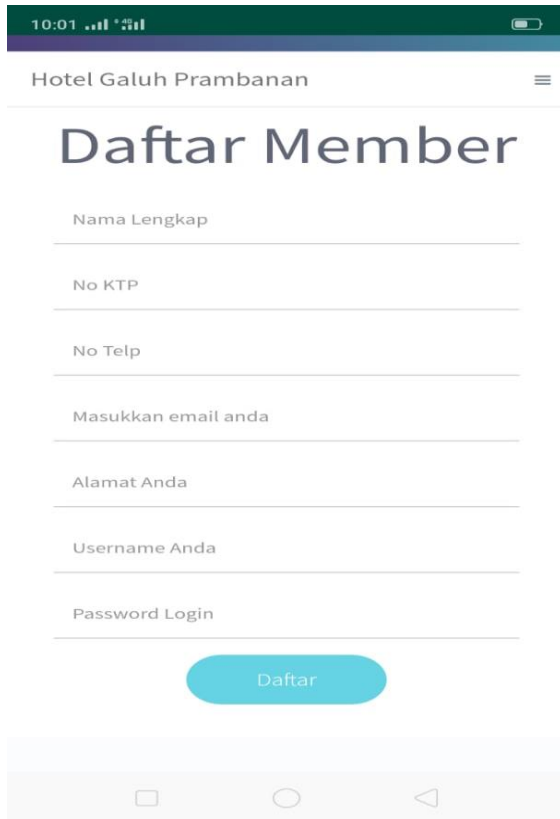 10:01
4G
Hotel Galuh Prambanan
Daftar Member
Nama Lengkap
No KTP
No Telp
Masukkan email anda
Alamat Anda
Username Anda
Password Login
Daftar